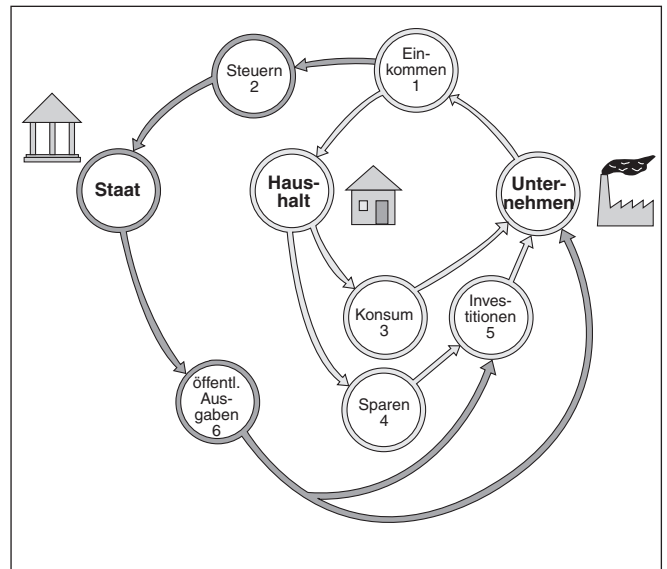 Ein-
kommen
1
Steuern
2
Staat
Haus-
halt
Unter-
nehmen
Konsum
3
Inves-
titionen
5
Sparen
4
öffentl.
Aus-
gaben
6